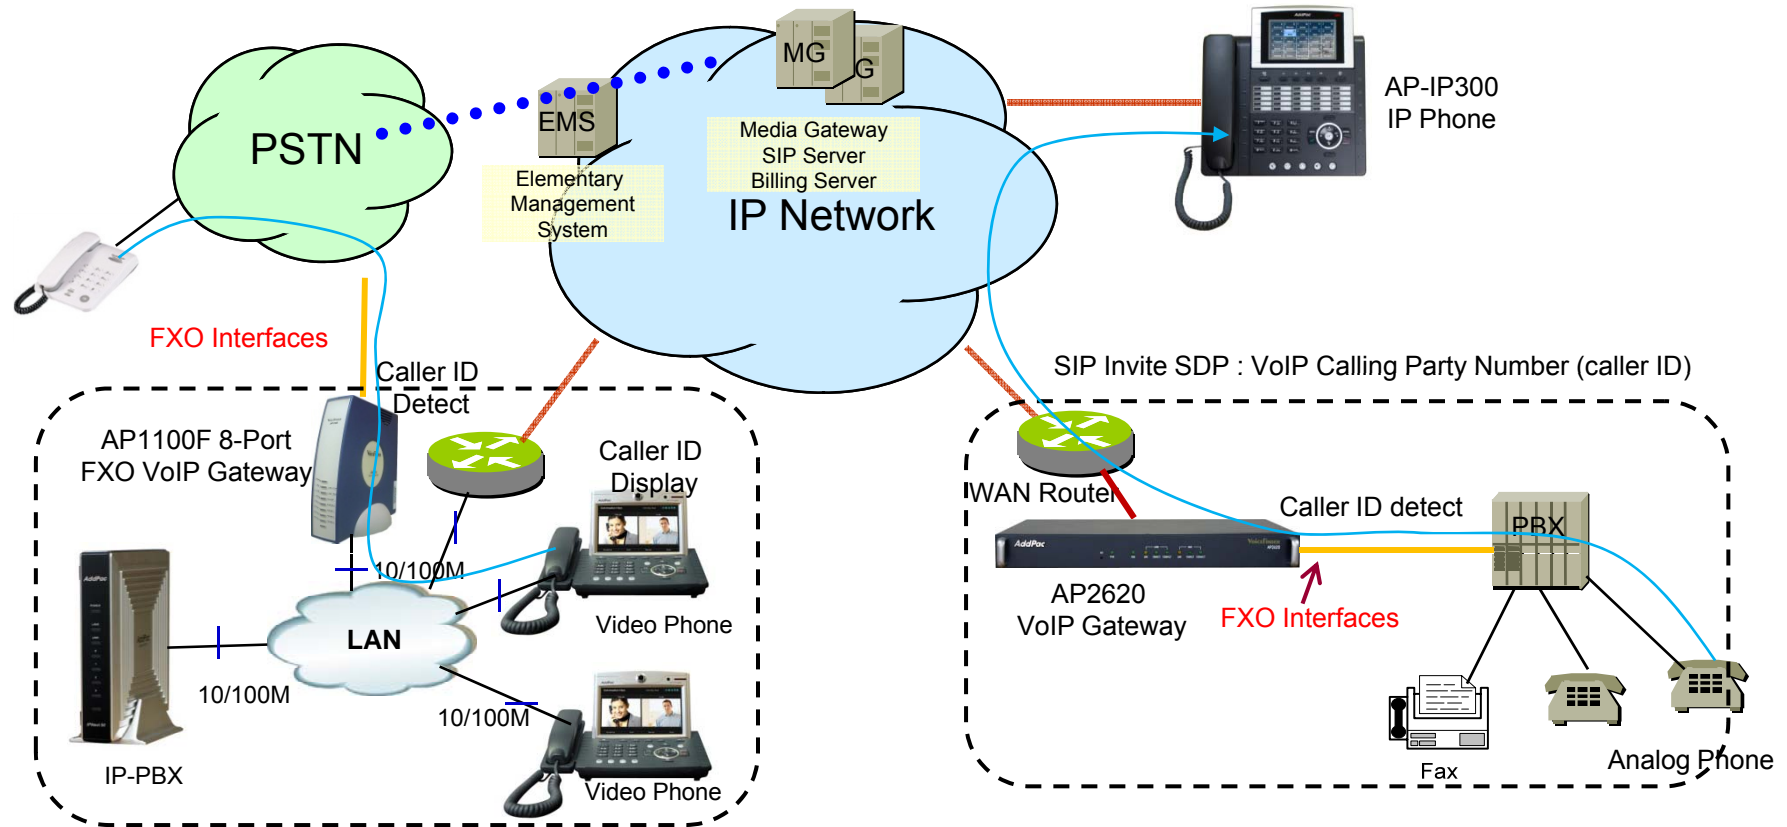 AddPac
MG
G
EMS
PSTN
AP-IP300
IP Phone
Media Gateway
SIP Server
Billing Server
Elementary
Management
System
IP Network
FXO Interfaces
Caller ID
Detect
SIP Invite SDP : VoIP Calling Party Number (caller ID)
AP1100F 8-Port
FXO VoIP Gateway
Caller ID
Display
WAN Router
Caller ID detect
PBX
AddPac
10/100M
AddPac
AP2620
VoIP Gateway
FXO Interfaces
Video Phone
LAN
10/100M
10/100M
IP-PBX
Video Phone
Fax
Analog Phone